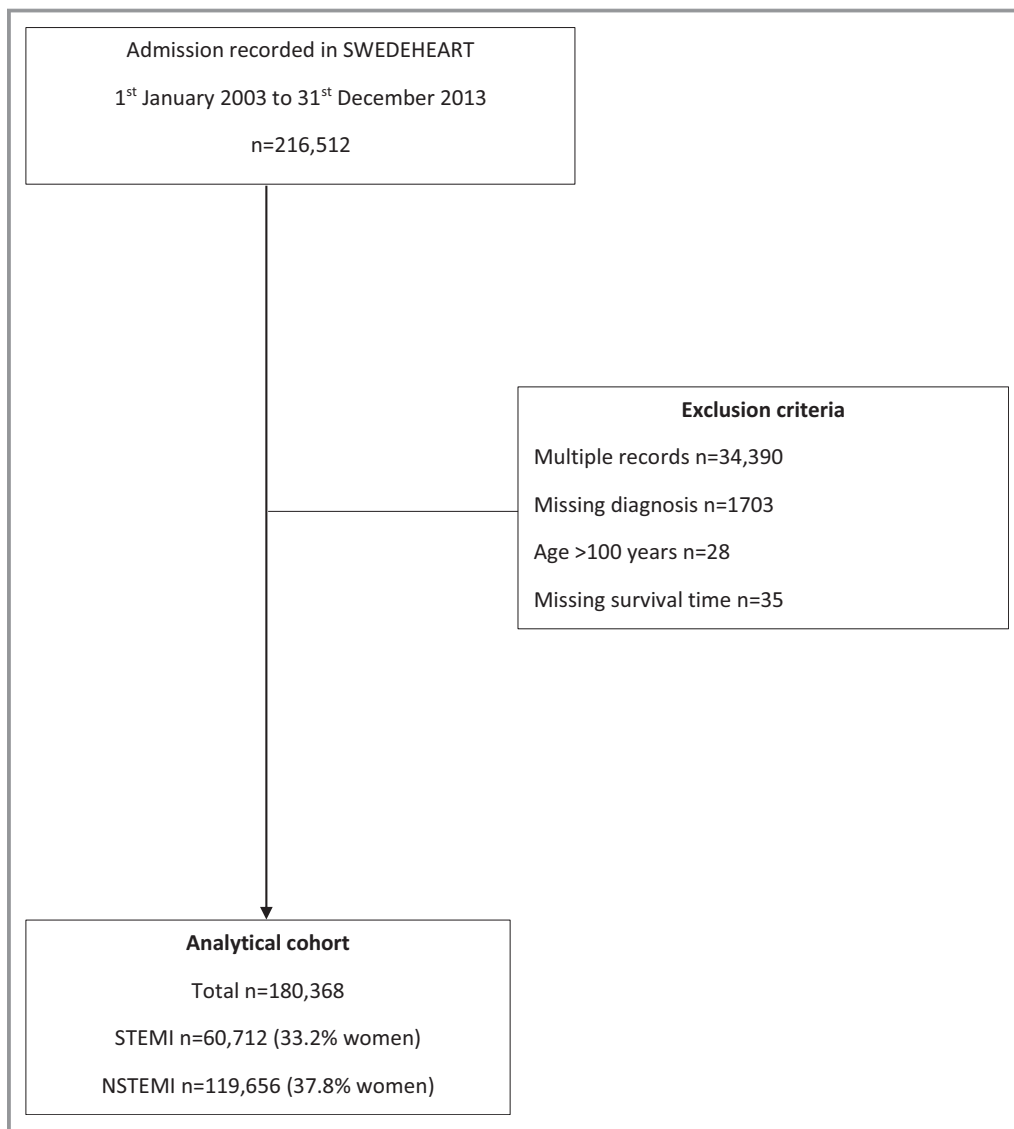 Admission recorded in SWEDEHEART
1st January 2003 to 31st December 2013
n=216,512
Exclusion criteria
Multiple records n=34,390
Missing diagnosis n=1703
Age >100 years n=28
Missing survival time n=35
Analytical cohort
Total n=180,368
STEMI n=60,712 (33.2% women)
NSTEMI n=119,656 (37.8% women)